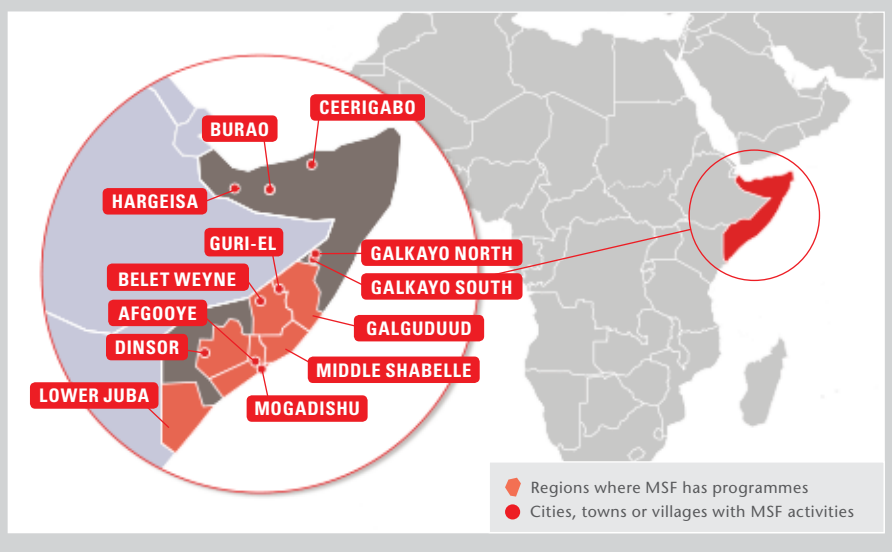 CEERIGABO
BURAO
HARGEISA
GURI-EL
GALKAYO NORTH
BELET WEYNE
GALKAYO SOUTH
AFGOOYE
GALGUDUUD
DINSOR
MIDDLE SHABELLE
LOWER JUBA
MOGADISHU
Regions where MSF has programmes
Cities, towns or villages with MSF activities